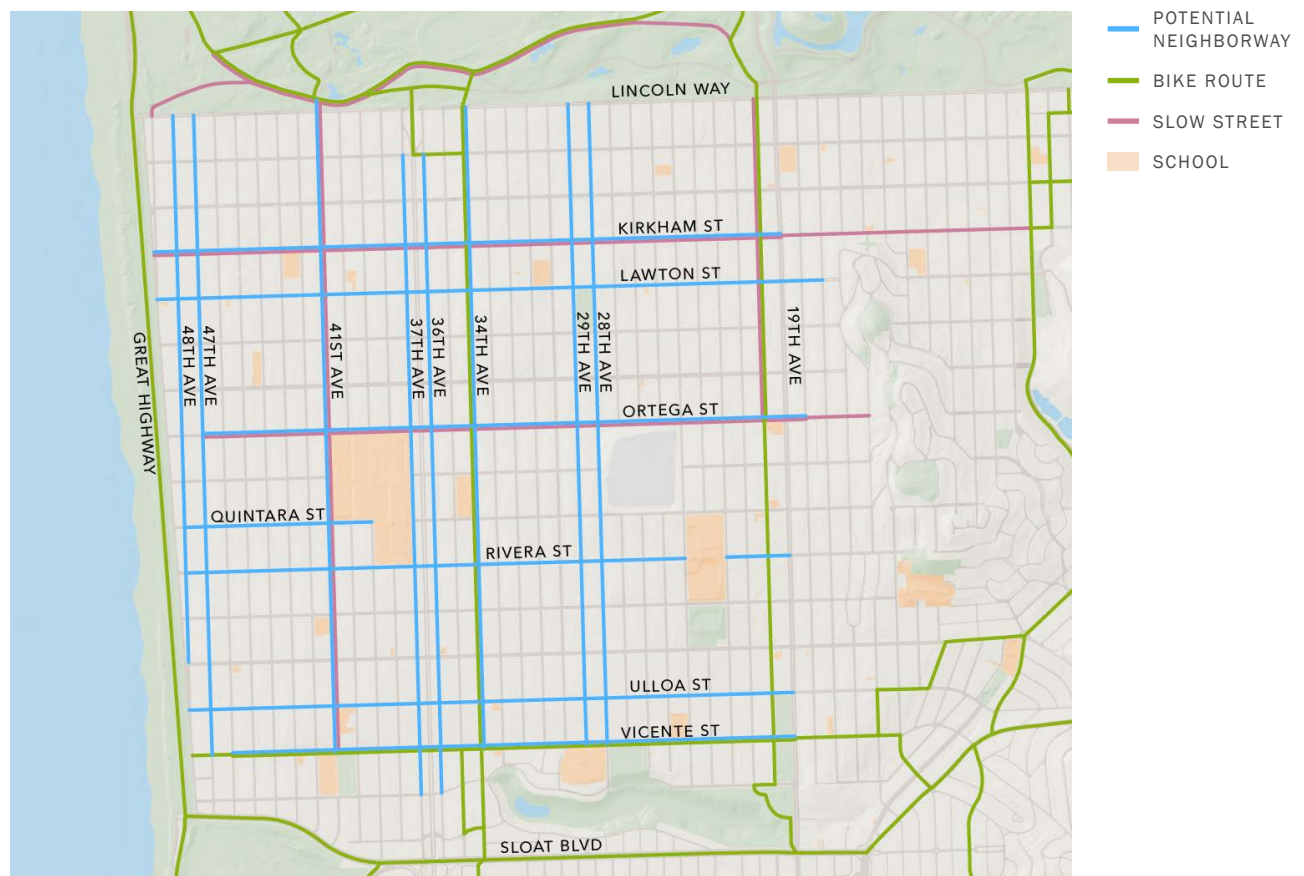 POTENTIAL
NEIGHBORWAY
BIKE ROUTE
SLOW STREET
SCHOOL
LINCOLN WAY
KIRKHAM ST
LAWTON ST
GREAT HIGHWAY
48TH AVE
47TH AVE
41ST AVE
37TH AVE
36TH AVE
34TH AVE
29TH AVE
28TH AVE
19TH AVE
ORTEGA ST
QUINTARA ST
RIVERA ST
ULLOA ST
VICENTE ST
SLOAT BLVD